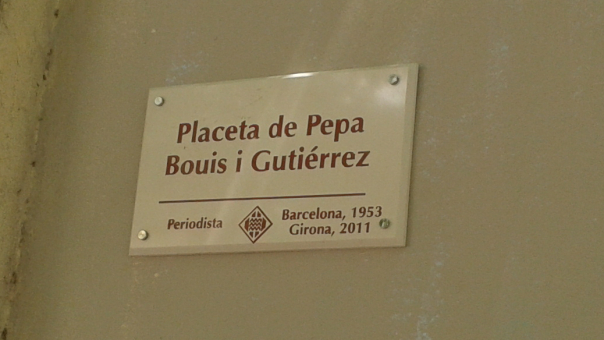 Placeta de Pepa
Bouis i Gutiérrez
Periodista
Barcelona, 1953
Girona, 2011